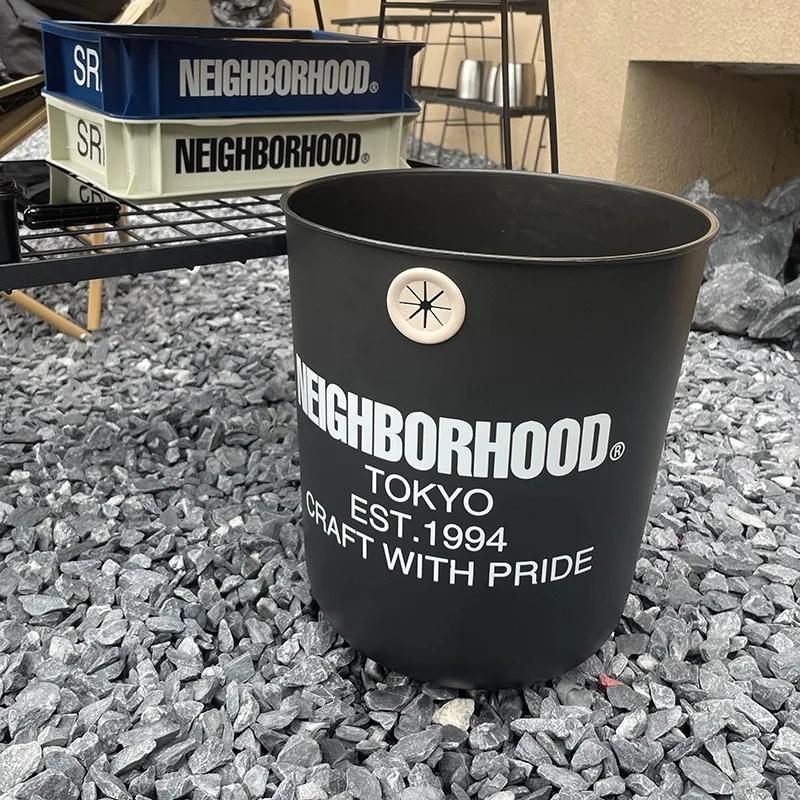 SR
NEIGHBORHOOD®
SR
NEIGHBORHOOD®
NEIGHBORHOOD®
TOKYO
EST.1994
CRAFT WITH PRIDE